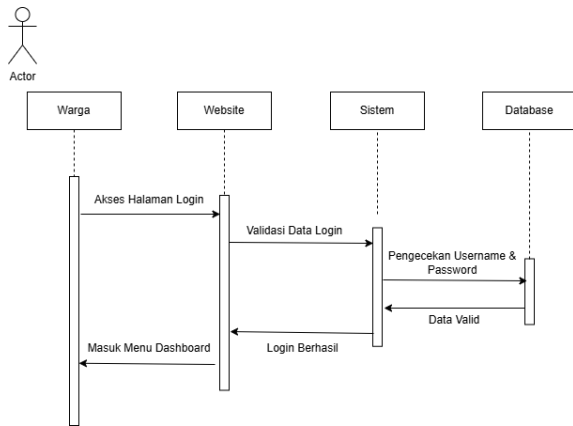 Actor
Warga
Website
Sistem
Database
Akses Halaman Login
Validasi Data Login
Pengecekan Username &
Password
Data Valid
Login Berhasil
Masuk Menu Dashboard